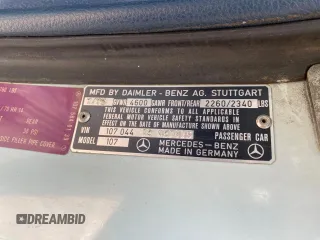 MFD BY DAIMLER - BENZ AG. STUTTGART
GVWR 4600 GAWR FRONT/REAR 2260/2340 LBS
THIS VEHICLE CONFORMS TO ALL APPLICABLE
FEDERAL MOTOR VEHICLE SAFETY STANDARDS
IN EFFECT ON THE DATE OF MANUFACTURE SHOWN ABOVE
VIN 107 044 PASSENGER CAR
MODEL 107 MERCEDES-BENZ
MADE IN GERMANY
REAR
DREAMBID